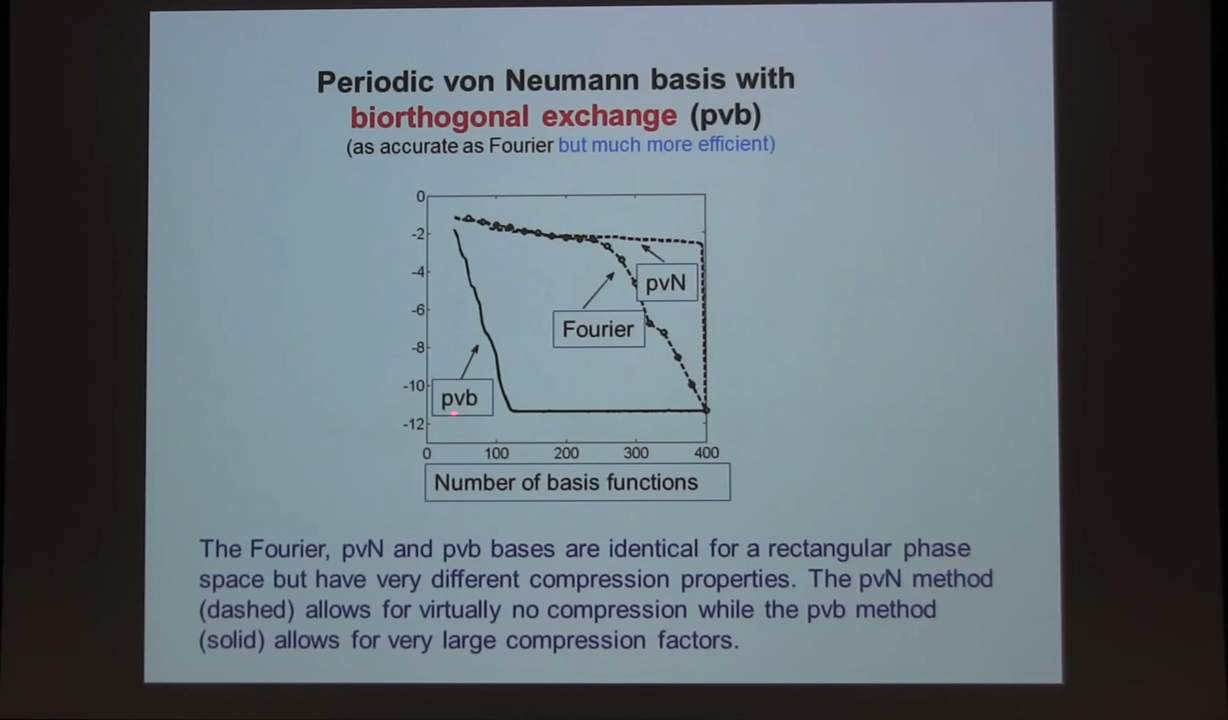 Periodic von Neumann basis with
biorthogonal exchange (pvb)
(as accurate as Fourier but much more efficient)
0
-2
-4
-6
-8
-10
-12
pvN
Fourier
pvb
0 100 200 300 400
Number of basis functions
The Fourier, pvN and pvb bases are identical for a rectangular phase
space but have very different compression properties. The pvN method
(dashed) allows for virtually no compression while the pvb method
(solid) allows for very large compression factors.